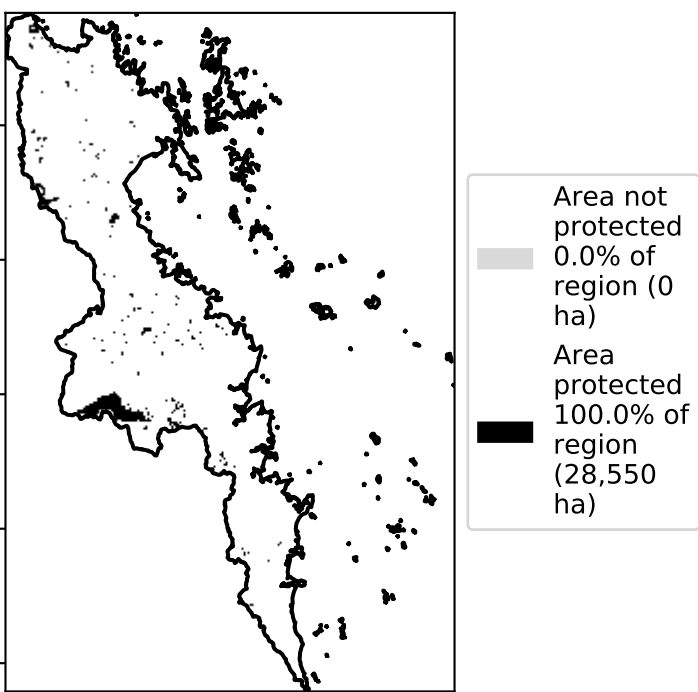 Area not
protected
0.0% of
region (0
ha)
Area
protected
100.0% of
region
(28,550
ha)